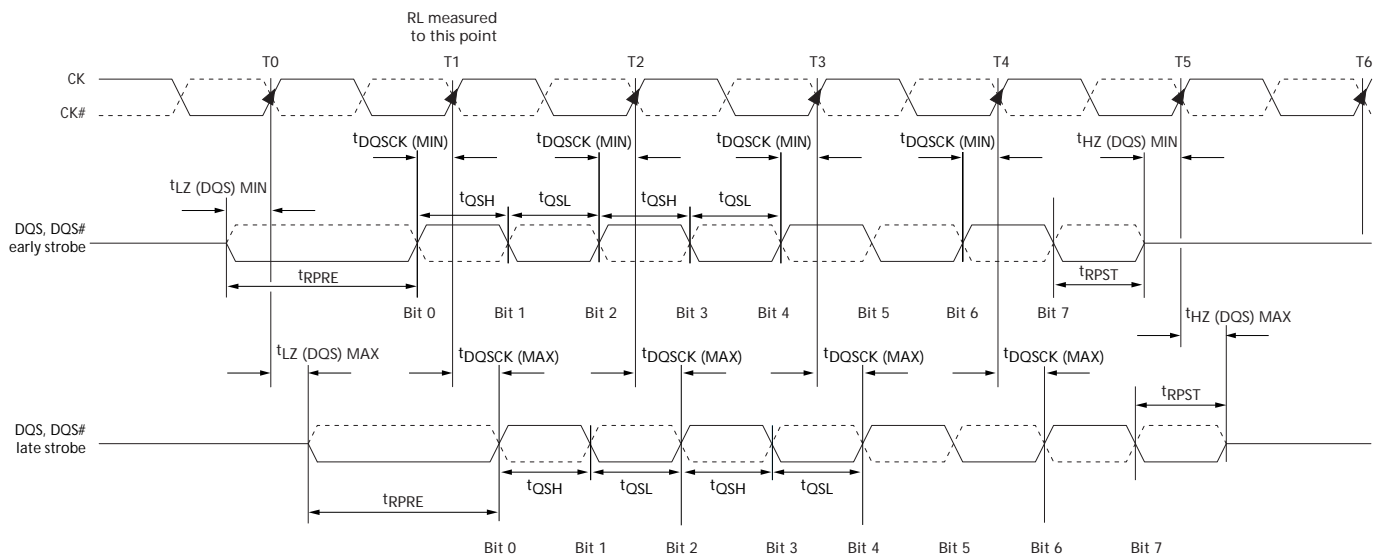 RL measured
to this point
T0 T1 T2 T3 T4 T5 T6
CK
CK#
tDQSCK (MIN) tDQSCK (MIN) tDQSCK (MIN) tDQSCK (MIN) tHZ (DQS) MIN
tLZ (DQS) MIN
tQSH tQSL tQSH tQSL
DQS, DQS#
early strobe
tRPRE tRPST
Bit 0 Bit 1 Bit 2 Bit 3 Bit 4 Bit 5 Bit 6 Bit 7
tHZ (DQS) MAX
tLZ (DQS) MAX tDQSCK (MAX) tDQSCK (MAX) tDQSCK (MAX) tDQSCK (MAX)
tRPST
DQS, DQS#
late strobe
tQSH tQSL tQSH tQSL
tRPRE
Bit 0 Bit 1 Bit 2 Bit 3 Bit 4 Bit 5 Bit 6 Bit 7